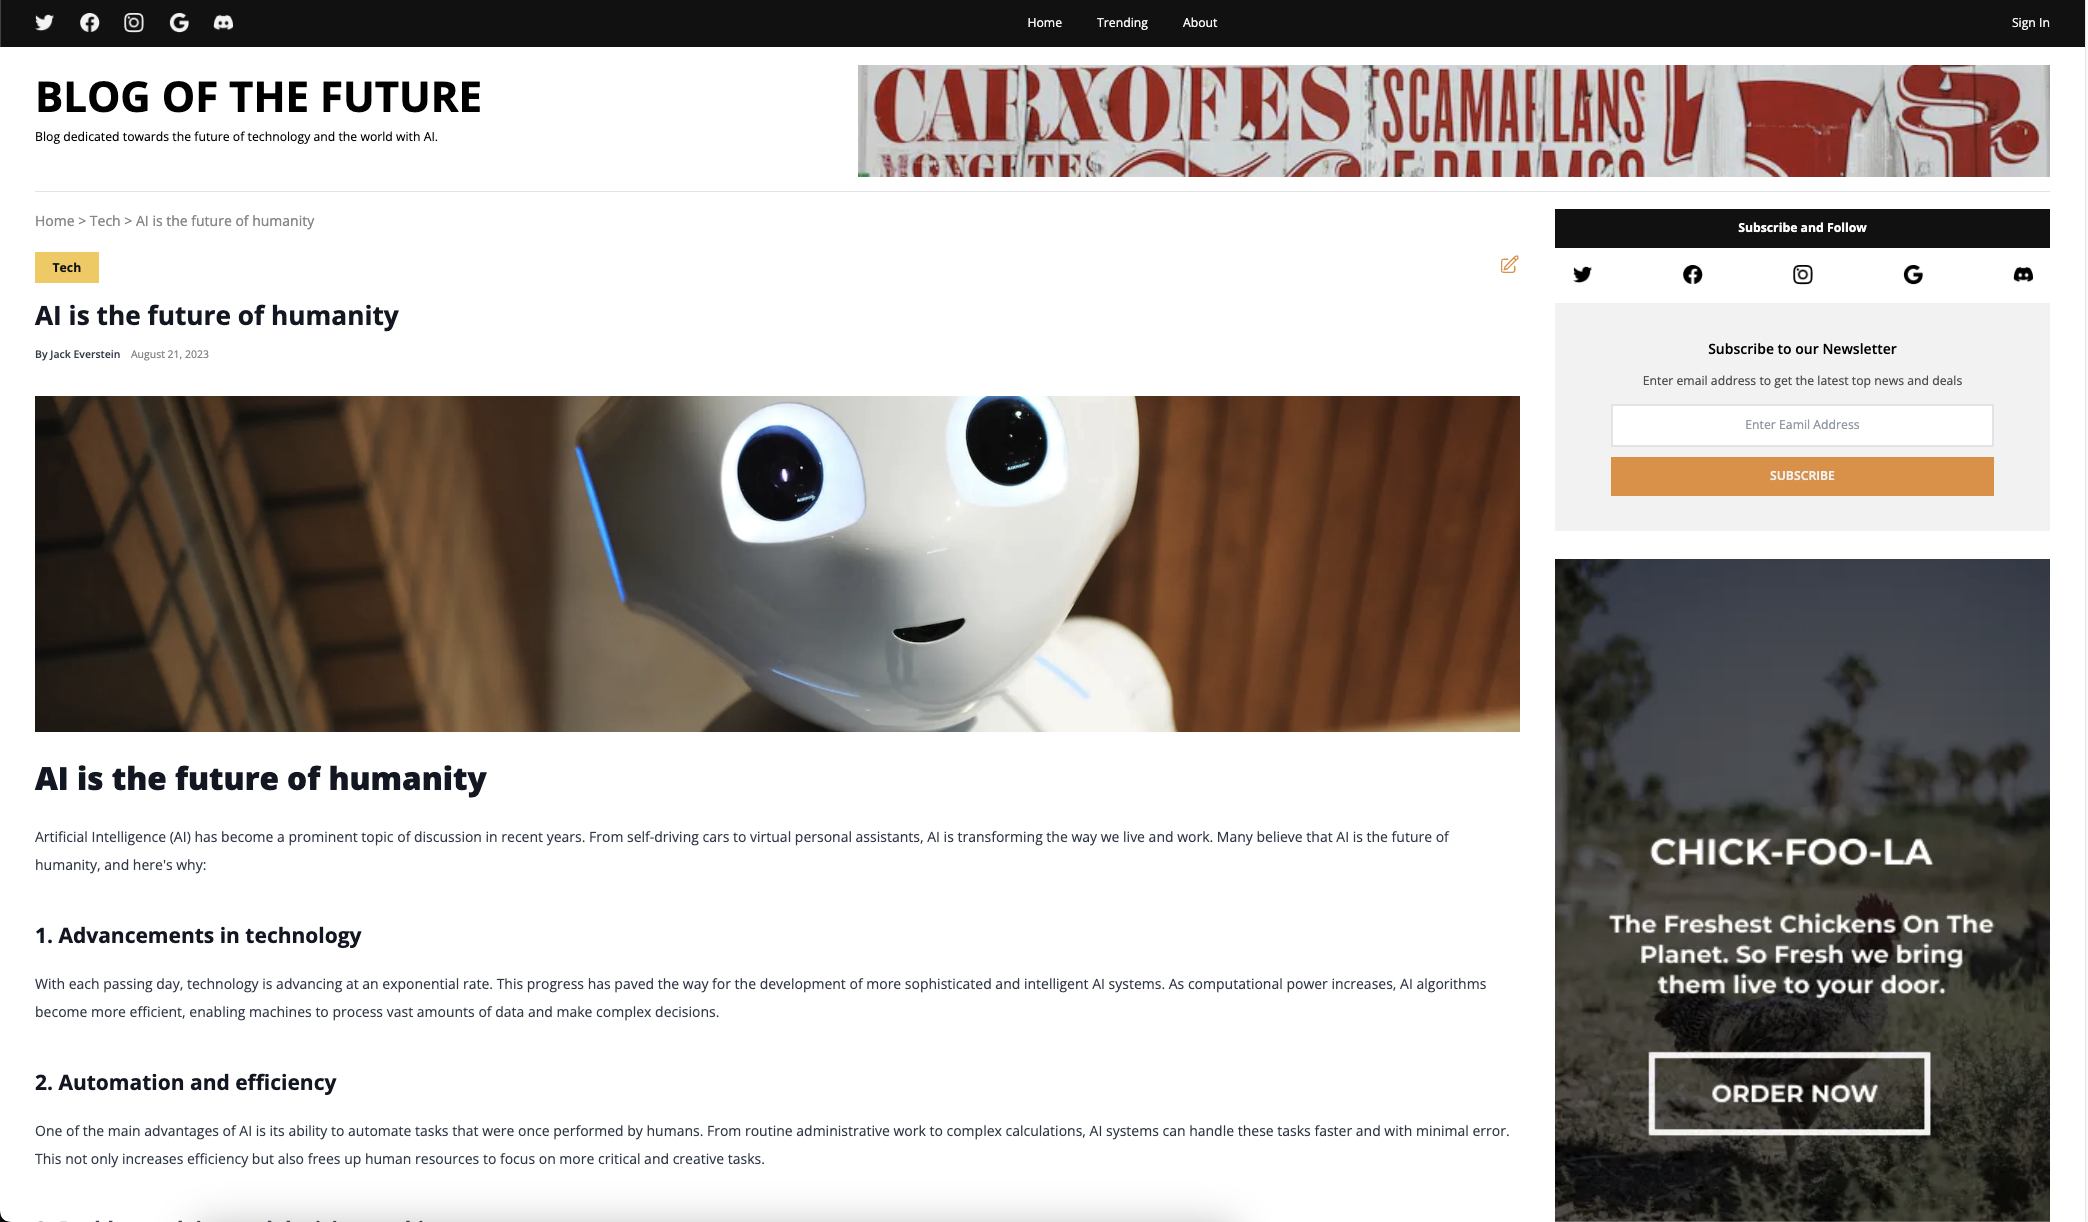 Home
Trending
About
Sign In
BLOG OF THE FUTURE
Blog dedicated towards the future of technology and the world with AI.
CARXOFES
SCAMARLANS
MONGETES
Home > Tech > AI is the future of humanity
Tech
AI is the future of humanity
By Jack Everstein August 21, 2023
AI is the future of humanity
Artificial Intelligence (AI) has become a prominent topic of discussion in recent years. From self-driving cars to virtual personal assistants, AI is transforming the way we live and work. Many believe that AI is the future of
humanity, and here's why:
1. Advancements in technology
With each passing day, technology is advancing at an exponential rate. This progress has paved the way for the development of more sophisticated and intelligent AI systems. As computational power increases, AI algorithms
become more efficient, enabling machines to process vast amounts of data and make complex decisions.
2. Automation and efficiency
One of the main advantages of AI is its ability to automate tasks that were once performed by humans. From routine administrative work to complex calculations, AI systems can handle these tasks faster and with minimal error.
This not only increases efficiency but also frees up human resources to focus on more critical and creative tasks.
Subscribe and Follow
Subscribe to our Newsletter
Enter email address to get the latest top news and deals
Enter Eamil Address
SUBSCRIBE
CHICK-FOO-LA
The Freshest Chickens On The
Planet. So Fresh we bring
them live to your door.
ORDER NOW